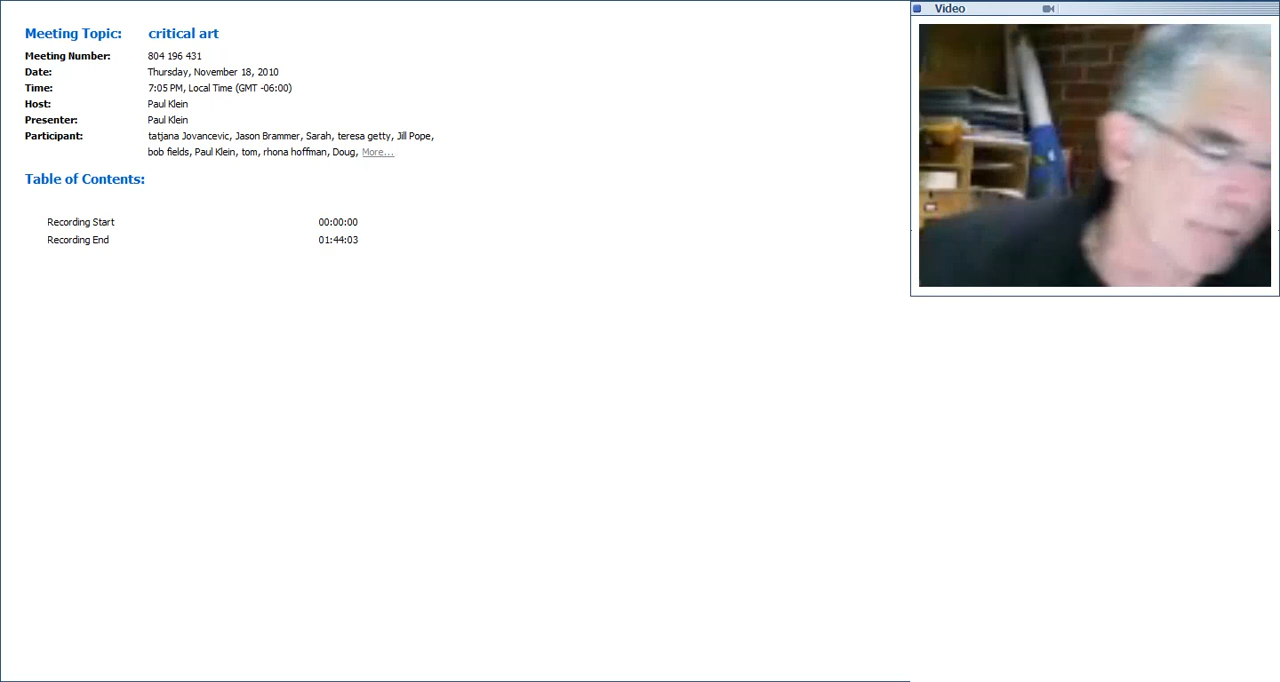 Meeting Topic: critical art
Meeting Number: 804 196 431
Date: Thursday, November 18, 2010
Time: 7:05 PM, Local Time (GMT -06:00)
Host: Paul Klein
Presenter: Paul Klein
Participant: tatjana Jovancevic, Jason Brammer, Sarah, teresa getty, Jill Pope,
bob fields, Paul Klein, tom, rhona hoffman, Doug, More...
Table of Contents:
Recording Start 00:00:00
Recording End 01:44:03
Video